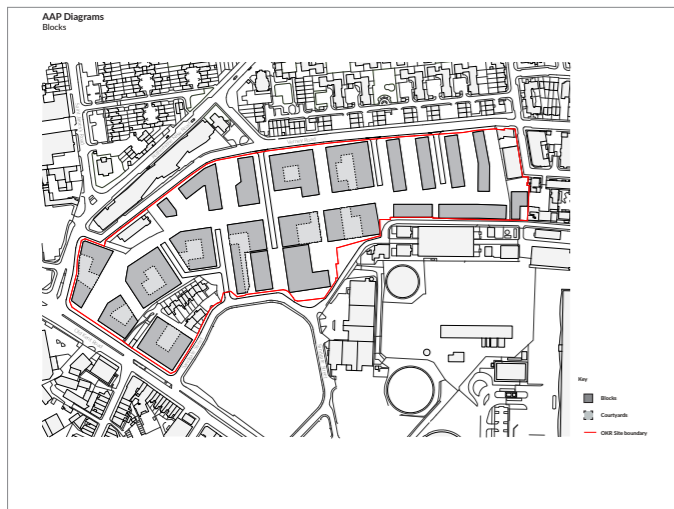 AAP Diagrams
Blocks
Key
Blocks
Courtyards
OKR Site boundary